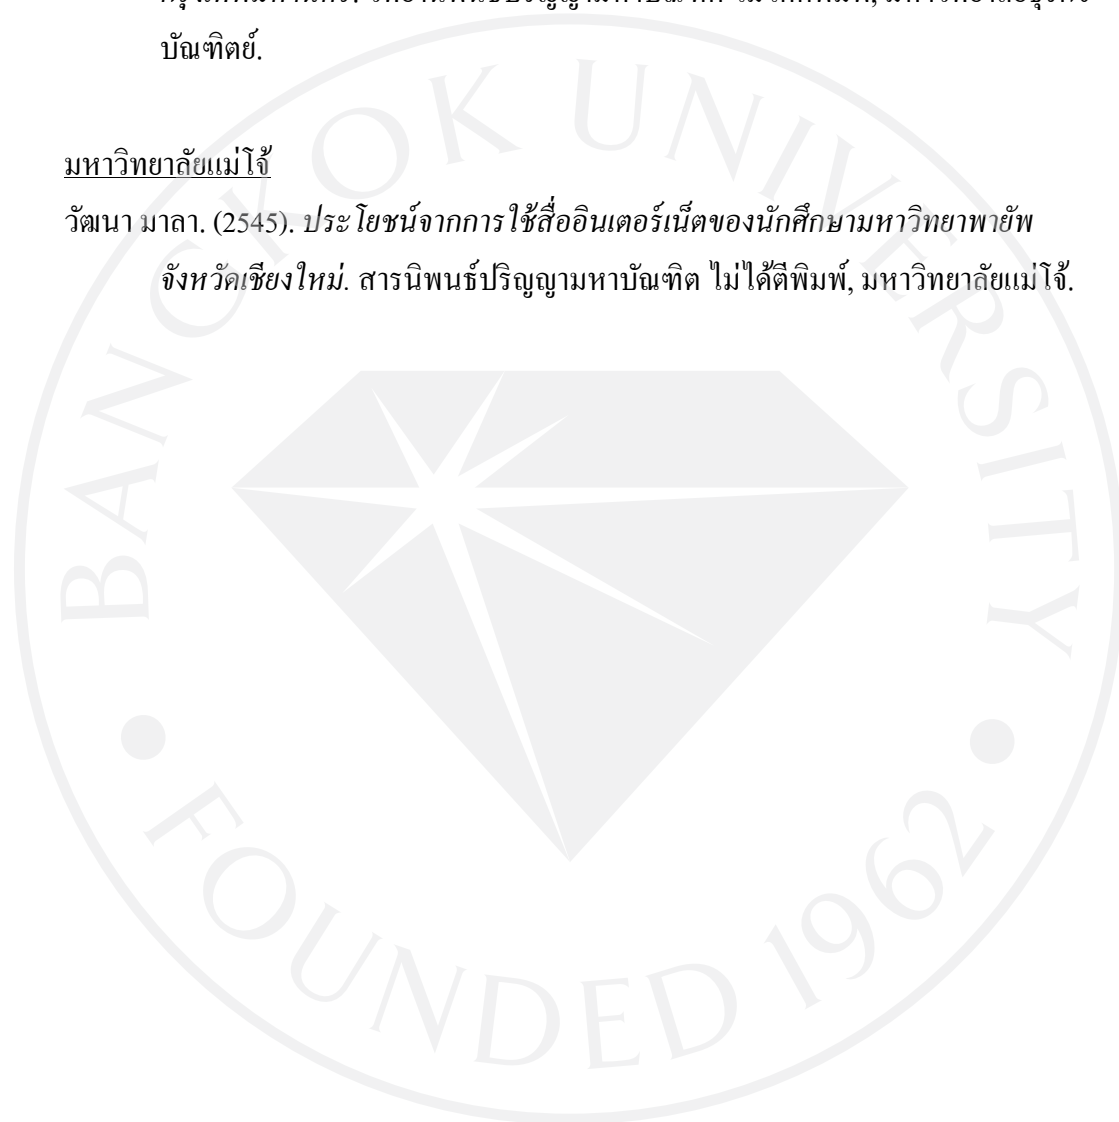 บัณฑิตย์.
มหาวิทยาลัยแม่โจ้
วัฒนา มาลา. (2545). ประโยชน์จากการใช้สื่ออินเตอร์เน็ตของนักศึกษามหาวิทยาพายัพ
จังหวัดเชียงใหม่. สารนิพนธ์ปริญญามหาบัณฑิต ไม่ได้ตีพิมพ์, มหาวิทยาลัยแม่โจ้.
BANGKOK UNIVERSITY
FOUNDED 1962